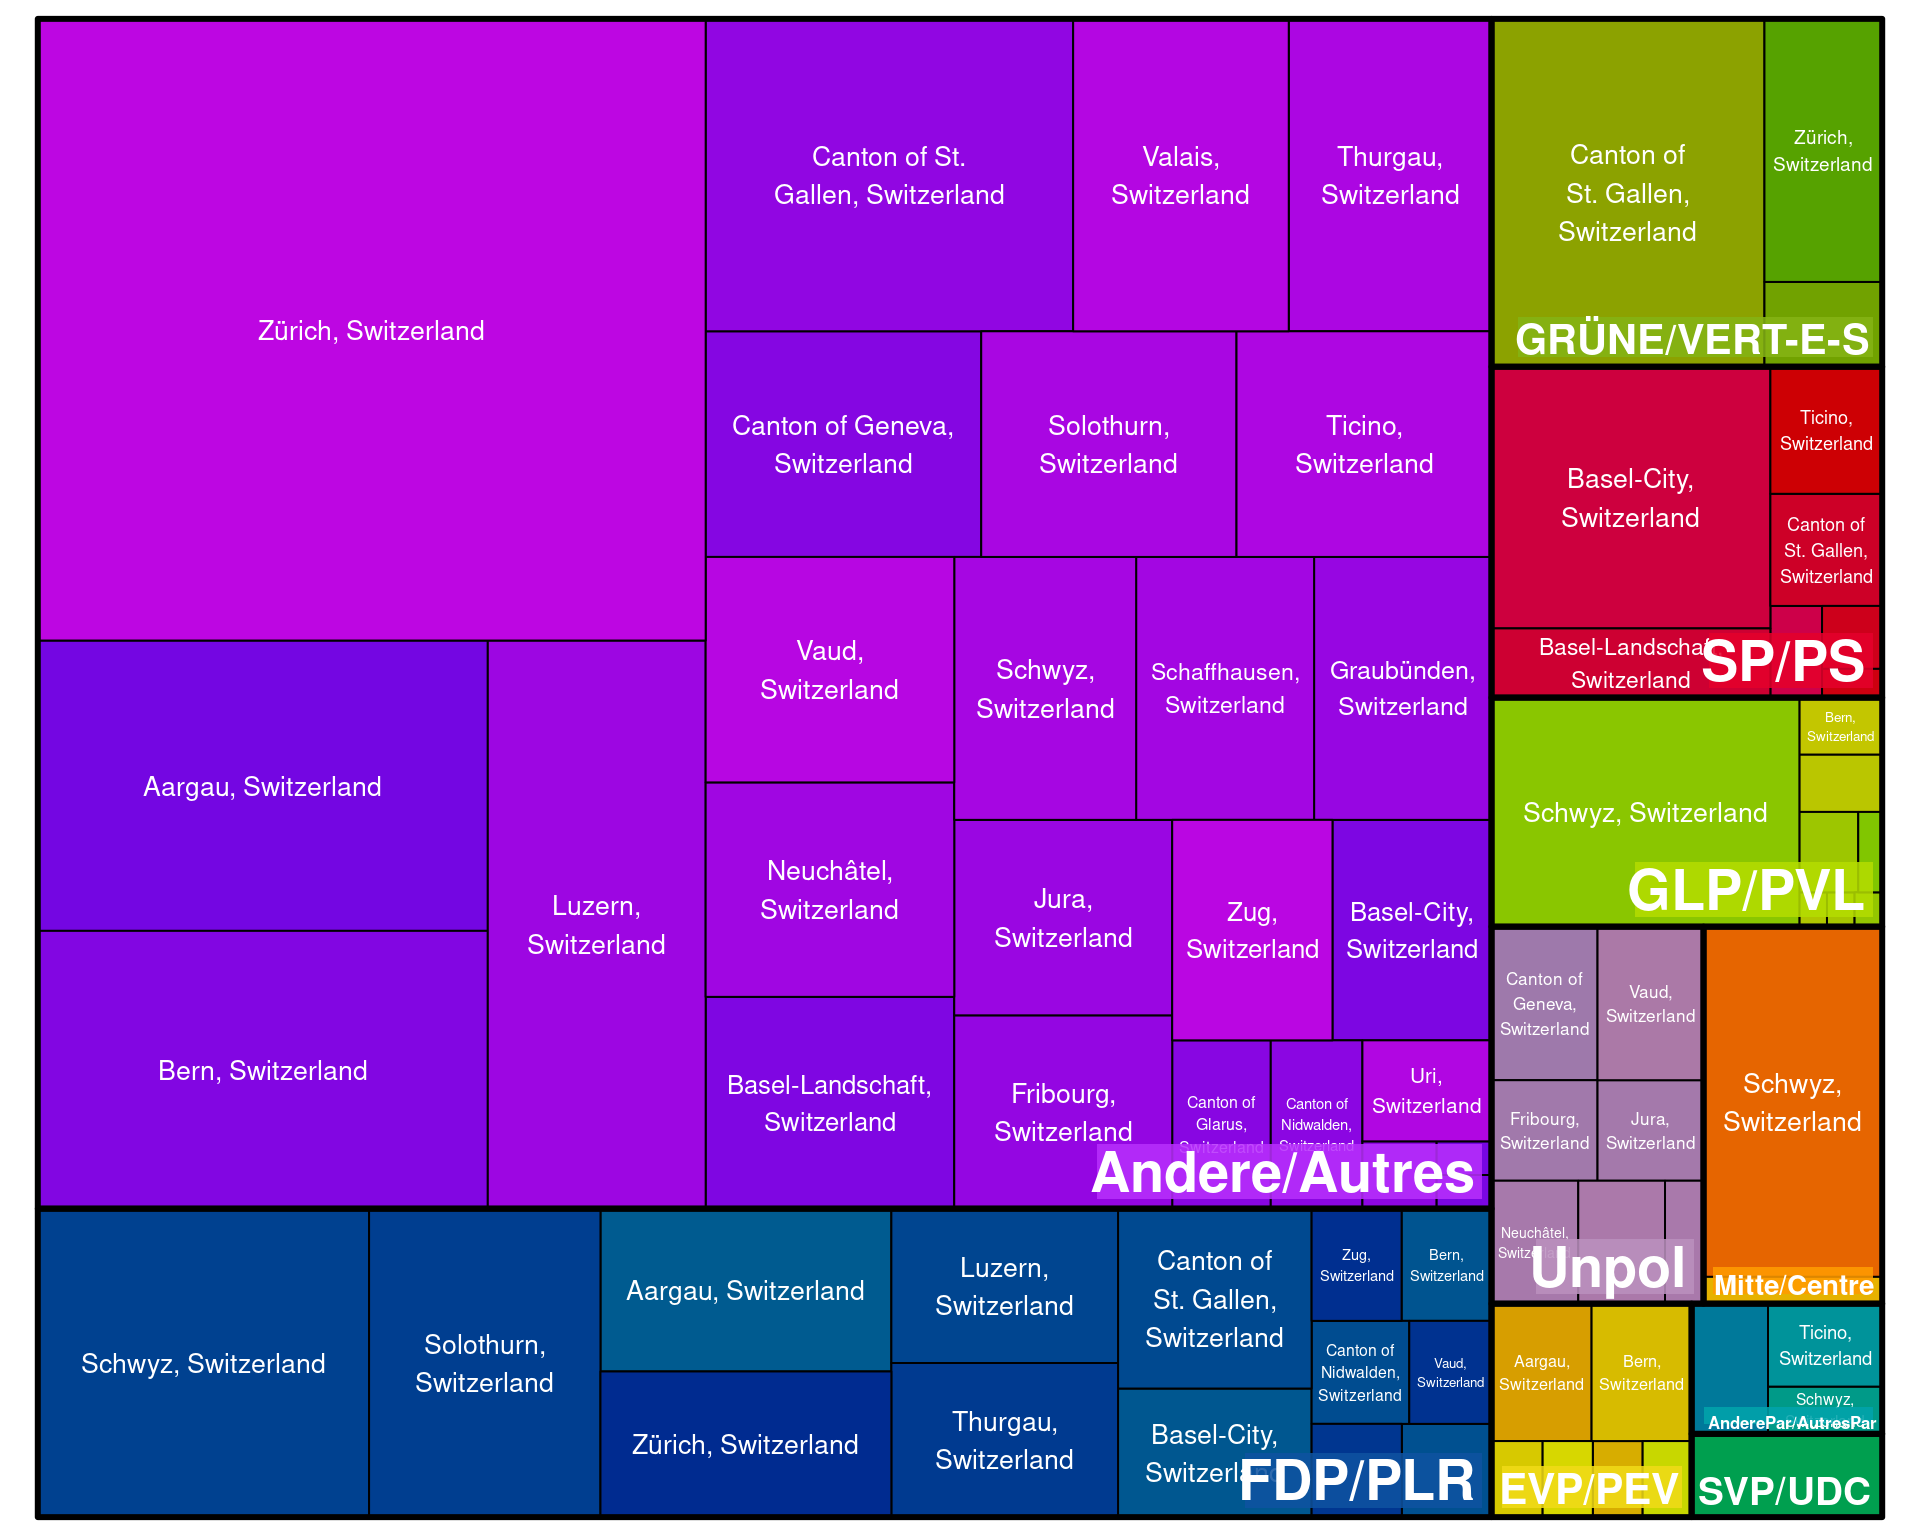 Zürich, Switzerland
Canton of St.
Gallen, Switzerland
Valais,
Switzerland
Thurgau,
Switzerland
Canton of Geneva,
Switzerland
Solothurn,
Switzerland
Ticino,
Switzerland
Vaud,
Switzerland
Schwyz,
Switzerland
Schaffhausen,
Switzerland
Graubünden,
Switzerland
Aargau, Switzerland
Luzern,
Switzerland
Bern, Switzerland
Neuchâtel,
Switzerland
Jura,
Switzerland
Zug,
Switzerland
Basel-City,
Switzerland
Basel-Landschaft,
Switzerland
Fribourg,
Switzerland
Canton of
Glarus,
Switzerland
Canton of
Nidwalden,
Switzerland
Uri,
Switzerland
Andere/Autres
Schwyz, Switzerland
Solothurn,
Switzerland
Aargau, Switzerland
Zürich, Switzerland
Luzern,
Switzerland
Thurgau,
Switzerland
Canton of
St. Gallen,
Switzerland
Basel-City,
Switzerland
Zug,
Switzerland
Bern,
Switzerland
Canton of
Nidwalden,
Switzerland
Vaud,
Switzerland
FDP/PLR
Canton of
St. Gallen,
Switzerland
Zürich,
Switzerland
GRÜNE/VERT-E-S
Basel-City,
Switzerland
Ticino,
Switzerland
Canton of
St. Gallen,
Switzerland
Basel-Landschaft,
Switzerland
SP/PS
Schwyz, Switzerland
Bern,
Switzerland
GLP/PVL
Canton of
Geneva,
Switzerland
Vaud,
Switzerland
Fribourg,
Switzerland
Jura,
Switzerland
Neuchâtel,
Switzerland
Unpol
Schwyz,
Switzerland
Mitte/Centre
Aargau,
Switzerland
Bern,
Switzerland
EVP/PEV
Ticino,
Switzerland
Schwyz,
AnderePar/AutresPar
SVP/UDC